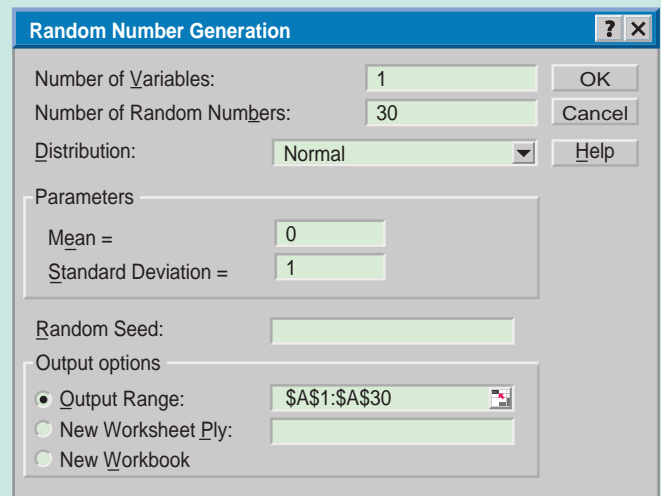 Random Number Generation ? ×
Number of Variables: 1 OK
Number of Random Numbers: 30 Cancel
Distribution: Normal Help
Parameters
Mean = 0
Standard Deviation = 1
Random Seed:
Output options
Output Range: $A$1:$A$30
New Worksheet Ply:
New Workbook